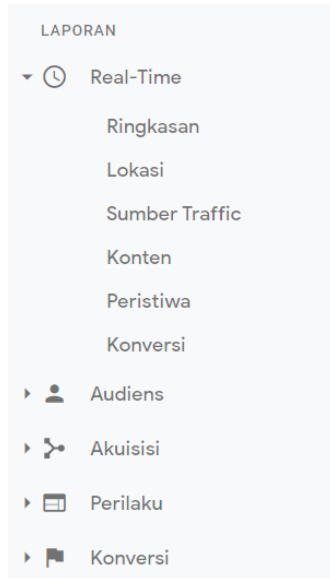 LAPORAN
Real-Time
Ringkasan
Lokasi
Sumber Traffic
Konten
Peristiwa
Konversi
Audiens
Akuisisi
Perilaku
Konversi